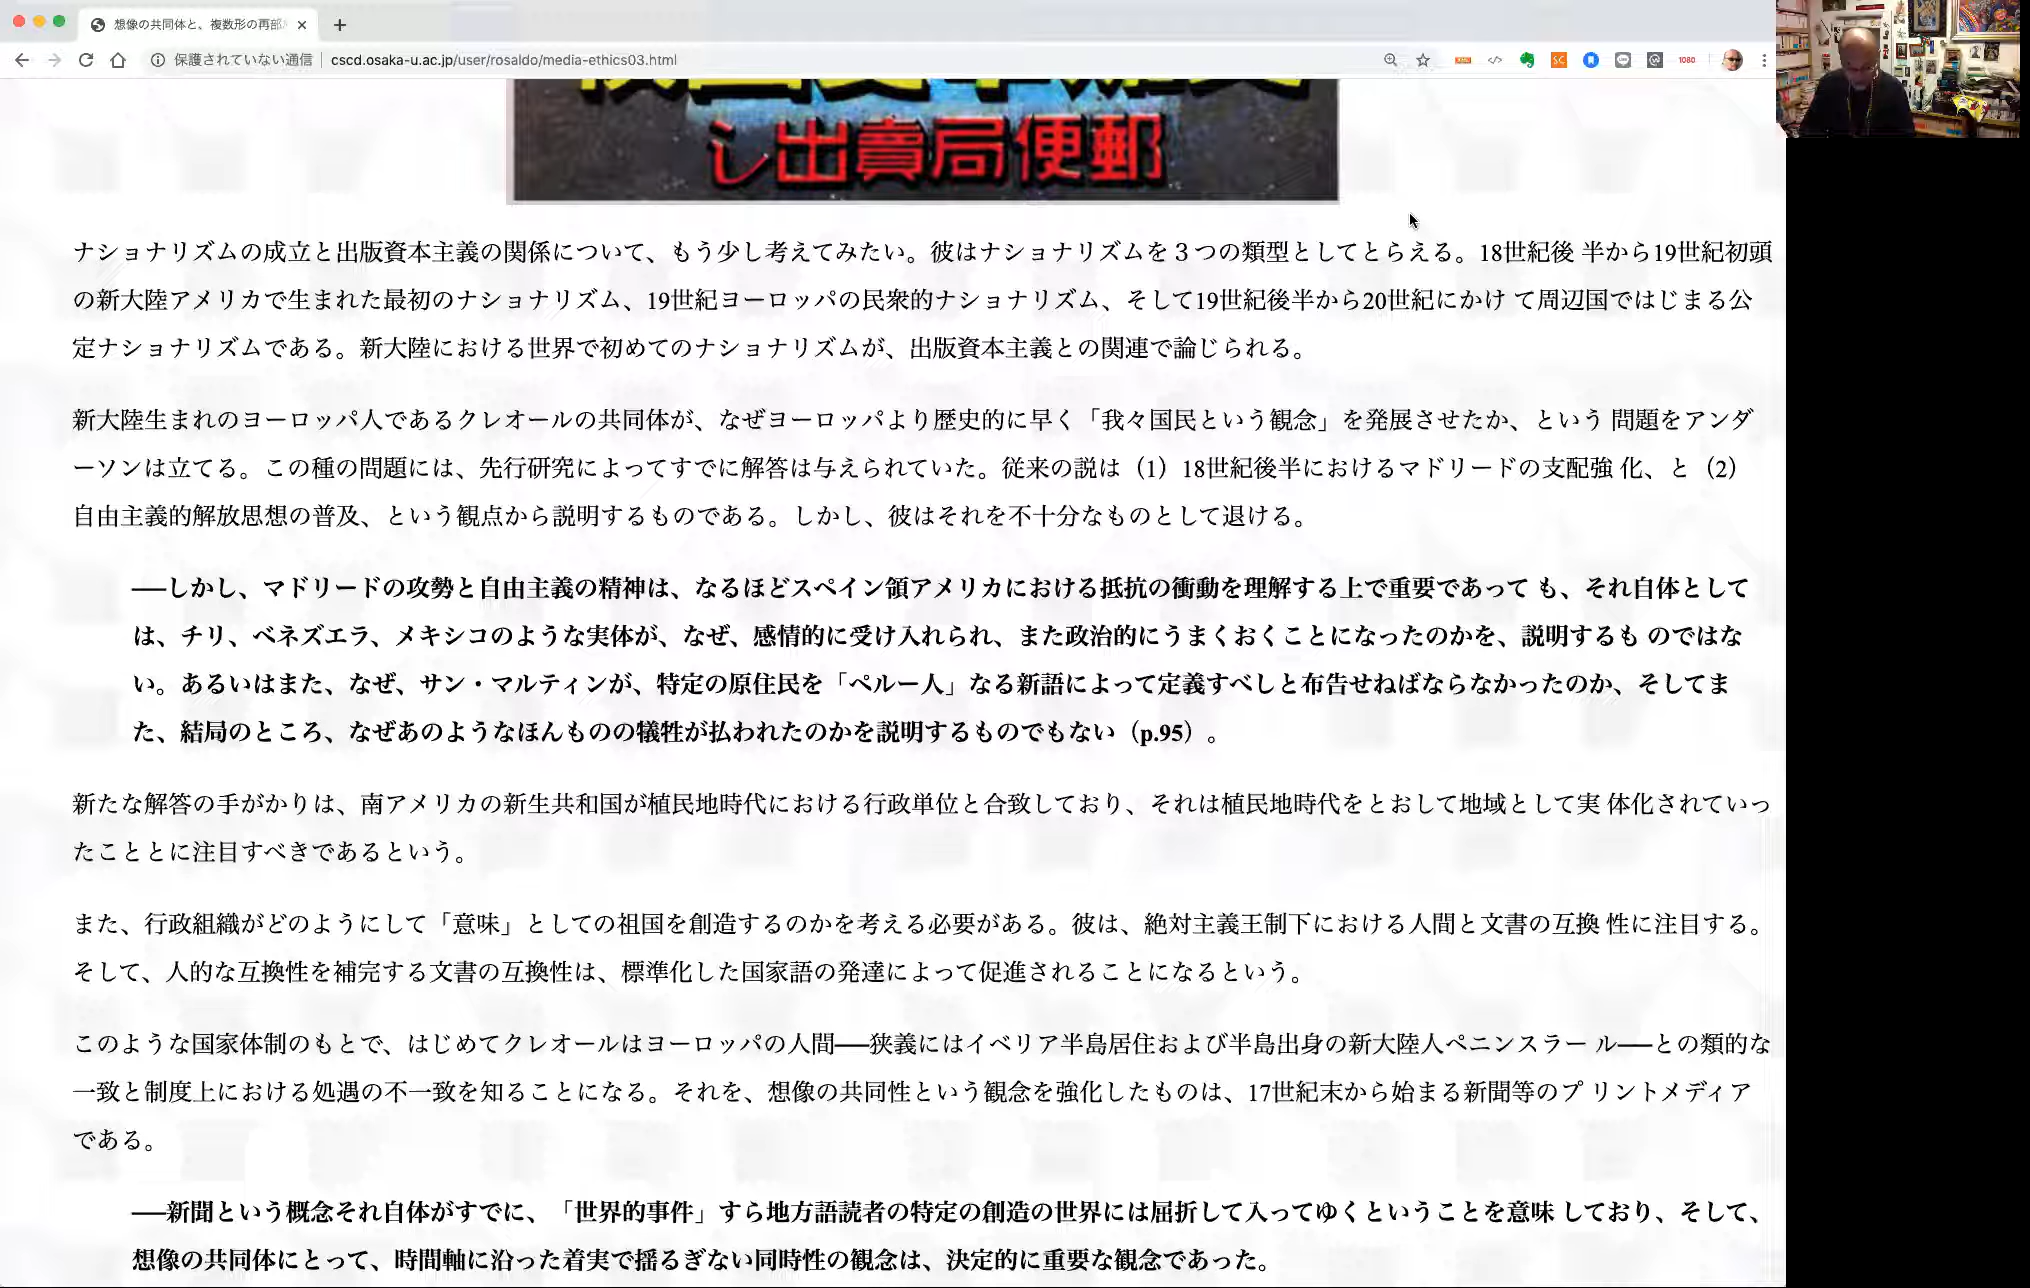 想像の共同体と、複数形の再部
保護されていない通信 | cscd.osaka-u.ac.jp/user/rosaldo/media-ethics03.html
SC
1080
し出賣局便郵
ナショナリズムの成立と出版資本主義の関係について、もう少し考えてみたい。彼はナショナリズムを３つの類型としてとらえる。18世紀後 半から19世紀初頭
の新大陸アメリカで生まれた最初のナショナリズム、19世紀ヨーロッパの民衆的ナショナリズム、そして19世紀後半から20世紀にかけ て周辺国ではじまる公
定ナショナリズムである。新大陸における世界で初めてのナショナリズムが、出版資本主義との関連で論じられる。
新大陸生まれのヨーロッパ人であるクレオールの共同体が、なぜヨーロッパより歴史的に早く「我々国民という観念」を発展させたか、という 問題をアンダ
ーソンは立てる。この種の問題には、先行研究によってすでに解答は与えられていた。従来の説は（1）18世紀後半におけるマドリードの支配強 化、と（2）
自由主義的解放思想の普及、という観点から説明するものである。しかし、彼はそれを不十分なものとして退ける。
──しかし、マドリードの攻勢と自由主義の精神は、なるほどスペイン領アメリカにおける抵抗の衝動を理解する上で重要であって も、それ自体として
は、チリ、ベネズエラ、メキシコのような実体が、なぜ、感情的に受け入れられ、また政治的にうまくおくことになったのかを、説明するも のではな
い。あるいはまた、なぜ、サン・マルティンが、特定の原住民を「ペルー人」なる新語によって定義すべしと布告せねばならなかったのか、そしてま
た、結局のところ、なぜあのようなほんものの犠牲が払われたのかを説明するものでもない（p.95）。
新たな解答の手がかりは、南アメリカの新生共和国が植民地時代における行政単位と合致しており、それは植民地時代をとおして地域として実 体化されていっ
たこととに注目すべきであるという。
また、行政組織がどのようにして「意味」としての祖国を創造するのかを考える必要がある。彼は、絶対主義王制下における人間と文書の互換 性に注目する。
そして、人的な互換性を補完する文書の互換性は、標準化した国家語の発達によって促進されることになるという。
このような国家体制のもとで、はじめてクレオールはヨーロッパの人間──狭義にはイベリア半島居住および半島出身の新大陸人ペニンスラー ル──との類的な
一致と制度上における処遇の不一致を知ることになる。それを、想像の共同性という観念を強化したものは、17世紀末から始まる新聞等のプ リントメディア
である。
──新聞という概念それ自体がすでに、「世界的事件」すら地方語読者の特定の創造の世界には屈折して入ってゆくということを意味 しており、そして、
想像の共同体にとって、時間軸に沿った着実で揺るぎない同時性の観念は、決定的に重要な観念であった。